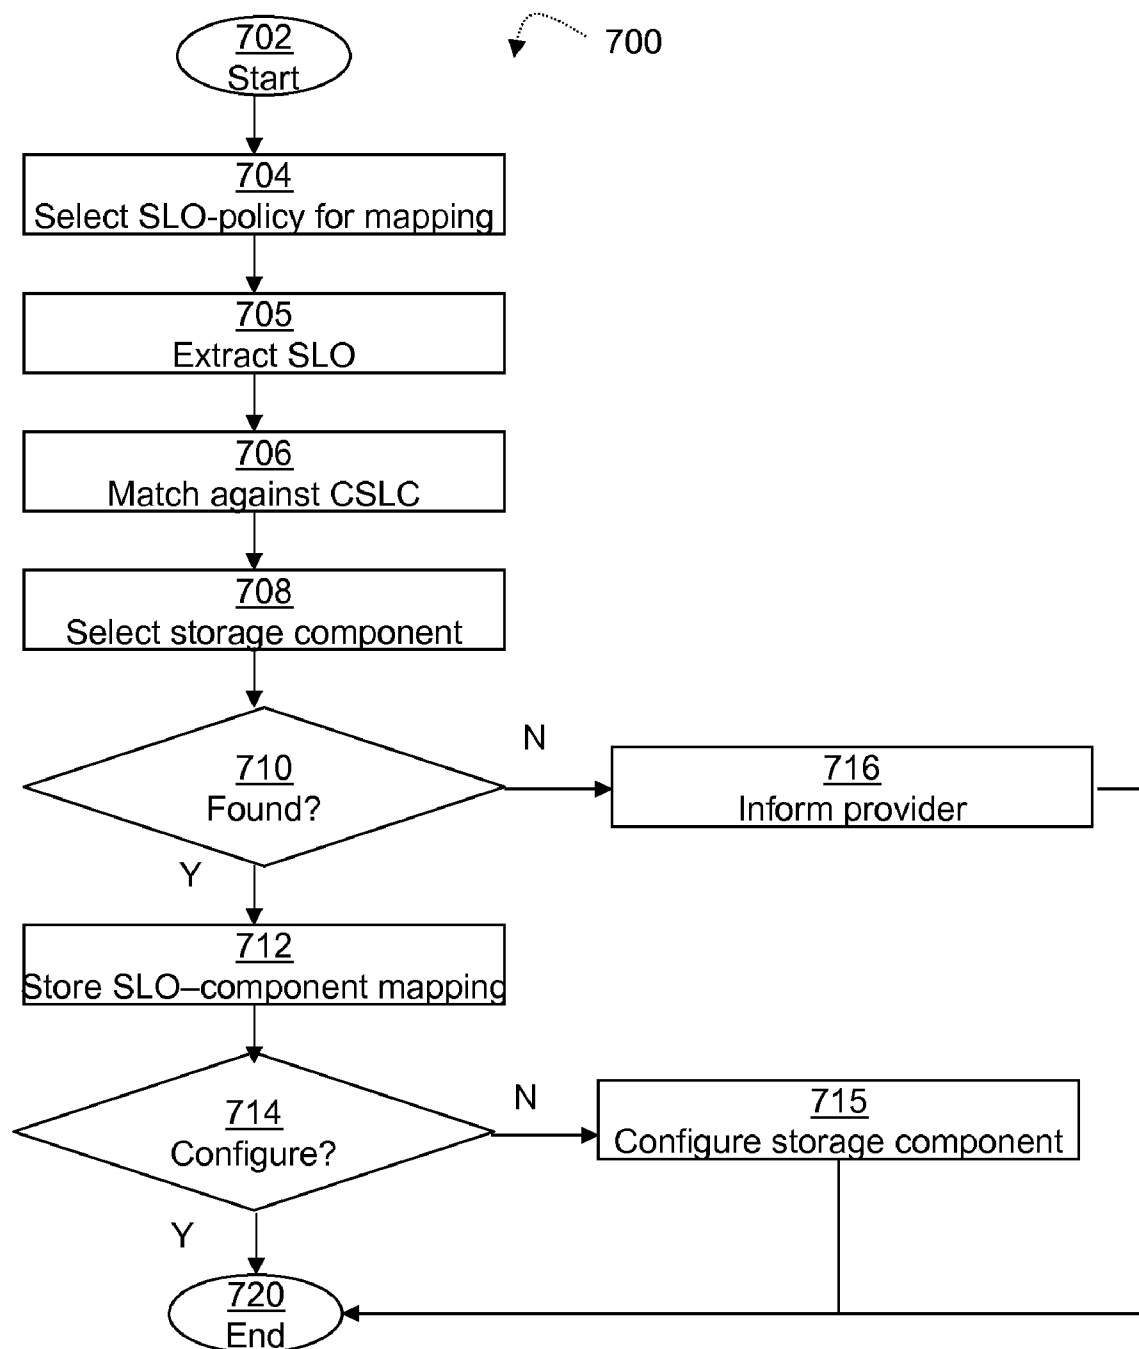 702
Start
700
704
Select SLO-policy for mapping
705
Extract SLO
706
Match against CSLC
708
Select storage component
710
Found?
N
716
Inform provider
Y
712
Store SLO–component mapping
714
Configure?
N
715
Configure storage component
Y
720
End